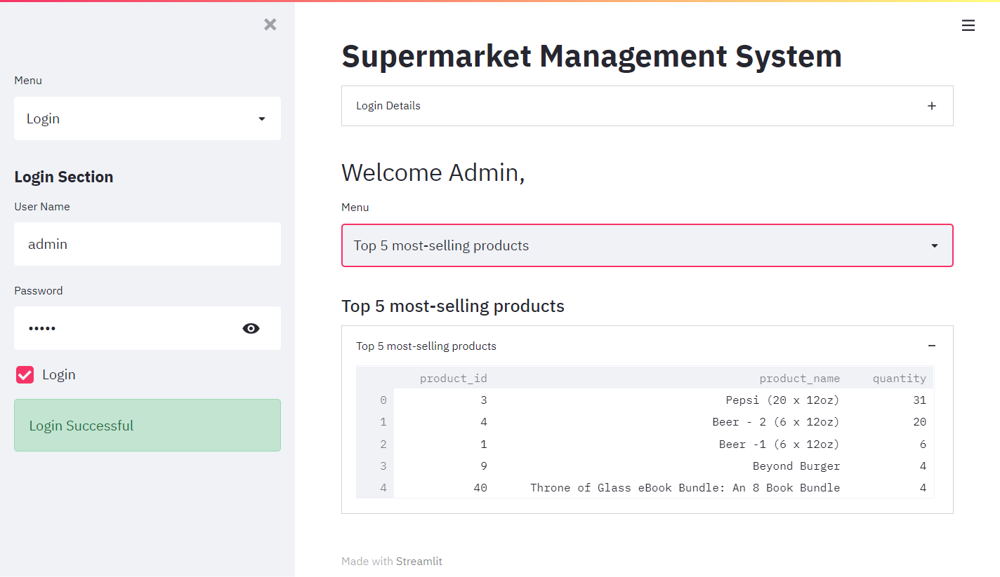 Menu
Login
Login Section
User Name
admin
Password
•••••
Login
Login Successful
Supermarket Management System
Login Details
Welcome Admin,
Menu
Top 5 most-selling products
Top 5 most-selling products
Top 5 most-selling products
product_id product_name quantity
0 3 Pepsi (20 x 12oz) 31
1 4 Beer - 2 (6 x 12oz) 20
2 1 Beer -1 (6 x 12oz) 6
3 9 Beyond Burger 4
4 40 Throne of Glass eBook Bundle: An 8 Book Bundle 4
Made with Streamlit